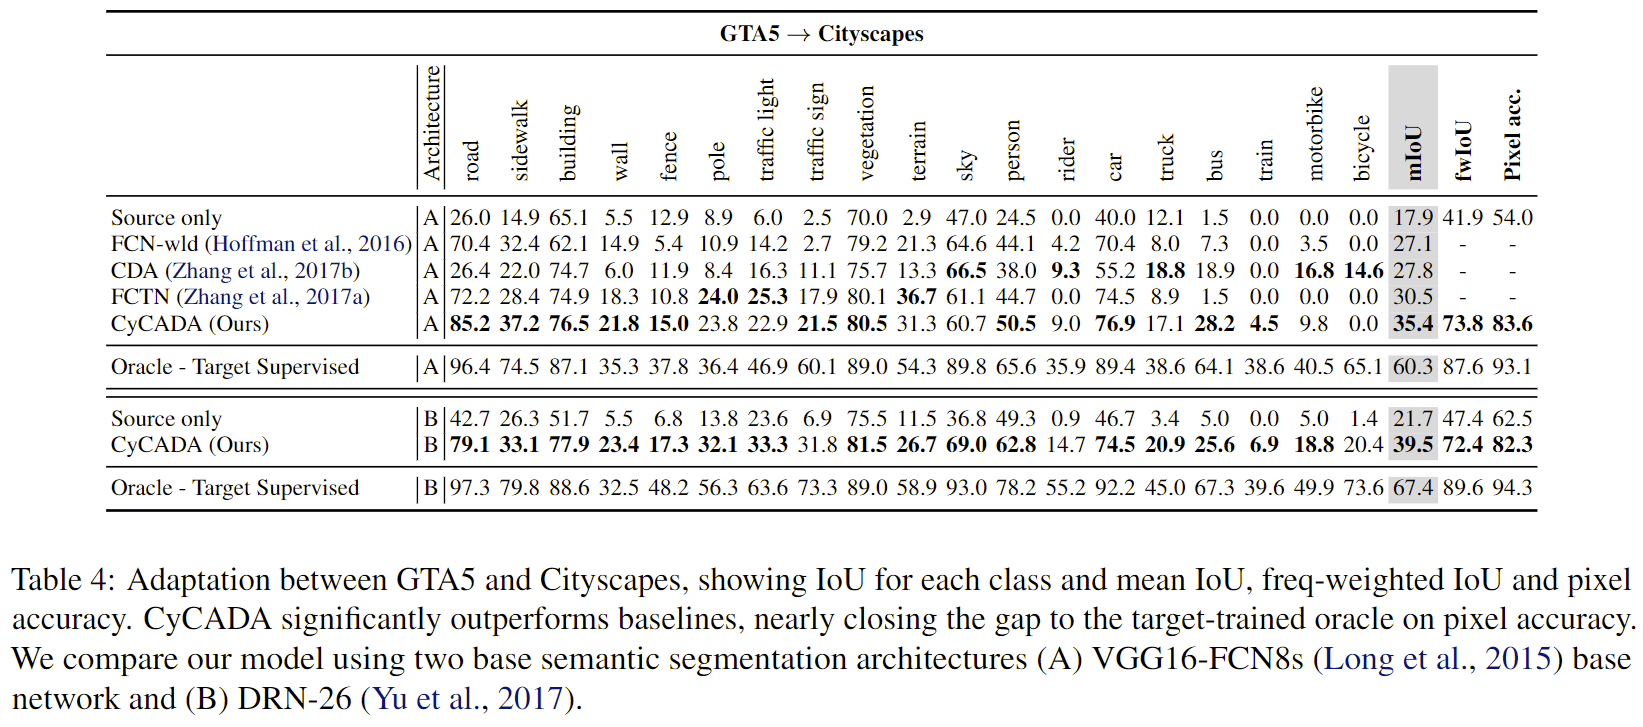 GTA5 → Cityscapes
Architecture road sidewalk building wall fence pole traffic light traffic sign vegetation terrain sky person rider car truck bus train motorbike bicycle mIoU fwIoU Pixel acc.
Source only A 26.0 14.9 65.1 5.5 12.9 8.9 6.0 2.5 70.0 2.9 47.0 24.5 0.0 40.0 12.1 1.5 0.0 0.0 0.0 17.9 41.9 54.0
FCN-wld (Hoffman et al., 2016) A 70.4 32.4 62.1 14.9 5.4 10.9 14.2 2.7 79.2 21.3 64.6 44.1 4.2 70.4 8.0 7.3 0.0 3.5 0.0 27.1 - -
CDA (Zhang et al., 2017b) A 26.4 22.0 74.7 6.0 11.9 8.4 16.3 11.1 75.7 13.3 66.5 38.0 9.3 55.2 18.8 18.9 0.0 16.8 14.6 27.8 - -
FCTN (Zhang et al., 2017a) A 72.2 28.4 74.9 18.3 10.8 24.0 25.3 17.9 80.1 36.7 61.1 44.7 0.0 74.5 8.9 1.5 0.0 0.0 0.0 30.5 - -
CyCADA (Ours) A 85.2 37.2 76.5 21.8 15.0 23.8 22.9 21.5 80.5 31.3 60.7 50.5 9.0 76.9 17.1 28.2 4.5 9.8 0.0 35.4 73.8 83.6
Oracle - Target Supervised A 96.4 74.5 87.1 35.3 37.8 36.4 46.9 60.1 89.0 54.3 89.8 65.6 35.9 89.4 38.6 64.1 38.6 40.5 65.1 60.3 87.6 93.1
Source only B 42.7 26.3 51.7 5.5 6.8 13.8 23.6 6.9 75.5 11.5 36.8 49.3 0.9 46.7 3.4 5.0 0.0 5.0 1.4 21.7 47.4 62.5
CyCADA (Ours) B 79.1 33.1 77.9 23.4 17.3 32.1 33.3 31.8 81.5 26.7 69.0 62.8 14.7 74.5 20.9 25.6 6.9 18.8 20.4 39.5 72.4 82.3
Oracle - Target Supervised B 97.3 79.8 88.6 32.5 48.2 56.3 63.6 73.3 89.0 58.9 93.0 78.2 55.2 92.2 45.0 67.3 39.6 49.9 73.6 67.4 89.6 94.3
Table 4: Adaptation between GTA5 and Cityscapes, showing IoU for each class and mean IoU, freq-weighted IoU and pixel
accuracy. CyCADA significantly outperforms baselines, nearly closing the gap to the target-trained oracle on pixel accuracy.
We compare our model using two base semantic segmentation architectures (A) VGG16-FCN8s (Long et al., 2015) base
network and (B) DRN-26 (Yu et al., 2017).